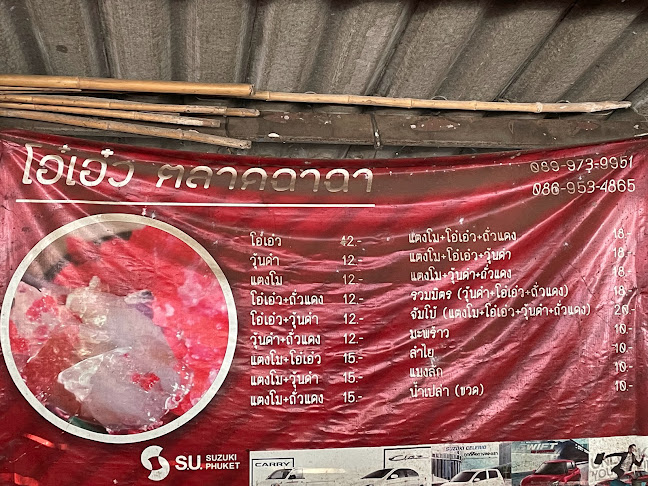 โอ้เอ๋ว ตลาดฉาฉา
089-973-9951
086-953-4865
โอ้เอ๋ว 42.-
วุ้นดำ 12.-
แตงโม 12.-
โอ้เอ๋ว+ถั่วแดง 12.-
โอ้เอ๋ว+วุ้นดำ 12.-
วุ้นดำ+ถั่วแดง 12.-
แตงโม+โอ้เอ๋ว 15.-
แตงโม+วุ้นดำ 15.-
แตงโม+ถั่วแดง 15.-
แตงโม+โอ้เอ๋ว+ถั่วแดง 18.-
แตงโม+โอ้เอ๋ว+วุ้นดำ 18.-
แตงโม+วุ้นดำ+ถั่วแดง 18.-
รวมมิตร (วุ้นดำ+โอ้เอ๋ว+ถั่วแดง) 18.-
จัมโบ้ (แตงโม+โอ้เอ๋ว+วุ้นดำ+ถั่วแดง) 20.-
มะพร้าว 10.-
ลำไย 10.-
แมงลัก 10.-
น้ำเปล่า (ขวด) 10.-
S.U. SUZUKI PHUKET
CARRY
Ciaz
SUZUKI CELERIO
SWIFT